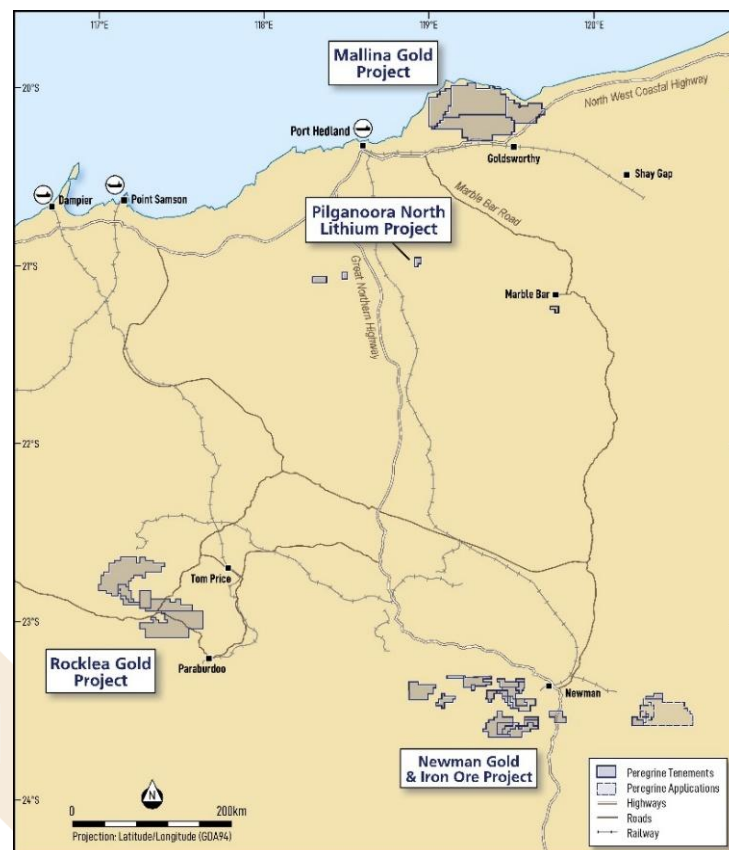 117°E
118°E
119°E
120°E
Mallina Gold
Project
20°S
North West Coastal Highway
Port Hedland
Goldsworthy
Shay Gap
Dampier
Point Samson
Marble Bar Road
Pilganoora North
Lithium Project
21°S
Great Northern Highway
Marble Bar
22°S
Tom Price
23°S
Rocklea Gold
Project
Paraburdoo
Newman
Newman Gold
& Iron Ore Project
24°S
N
0
200km
Projection: Latitude/Longitude (GDA94)
Peregrine Tenements
Peregrine Applications
Highways
Roads
Railway